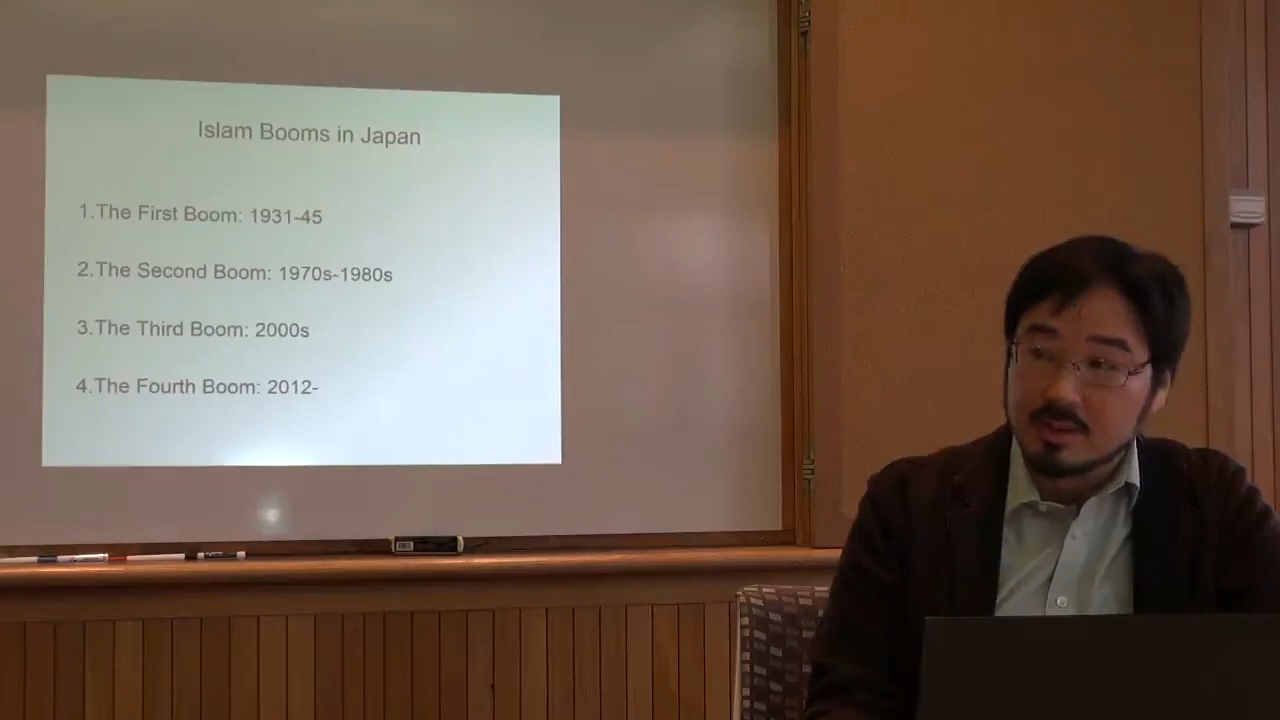 Islam Booms in Japan
1.The First Boom: 1931-45
2.The Second Boom: 1970s-1980s
3.The Third Boom: 2000s
4.The Fourth Boom: 2012-